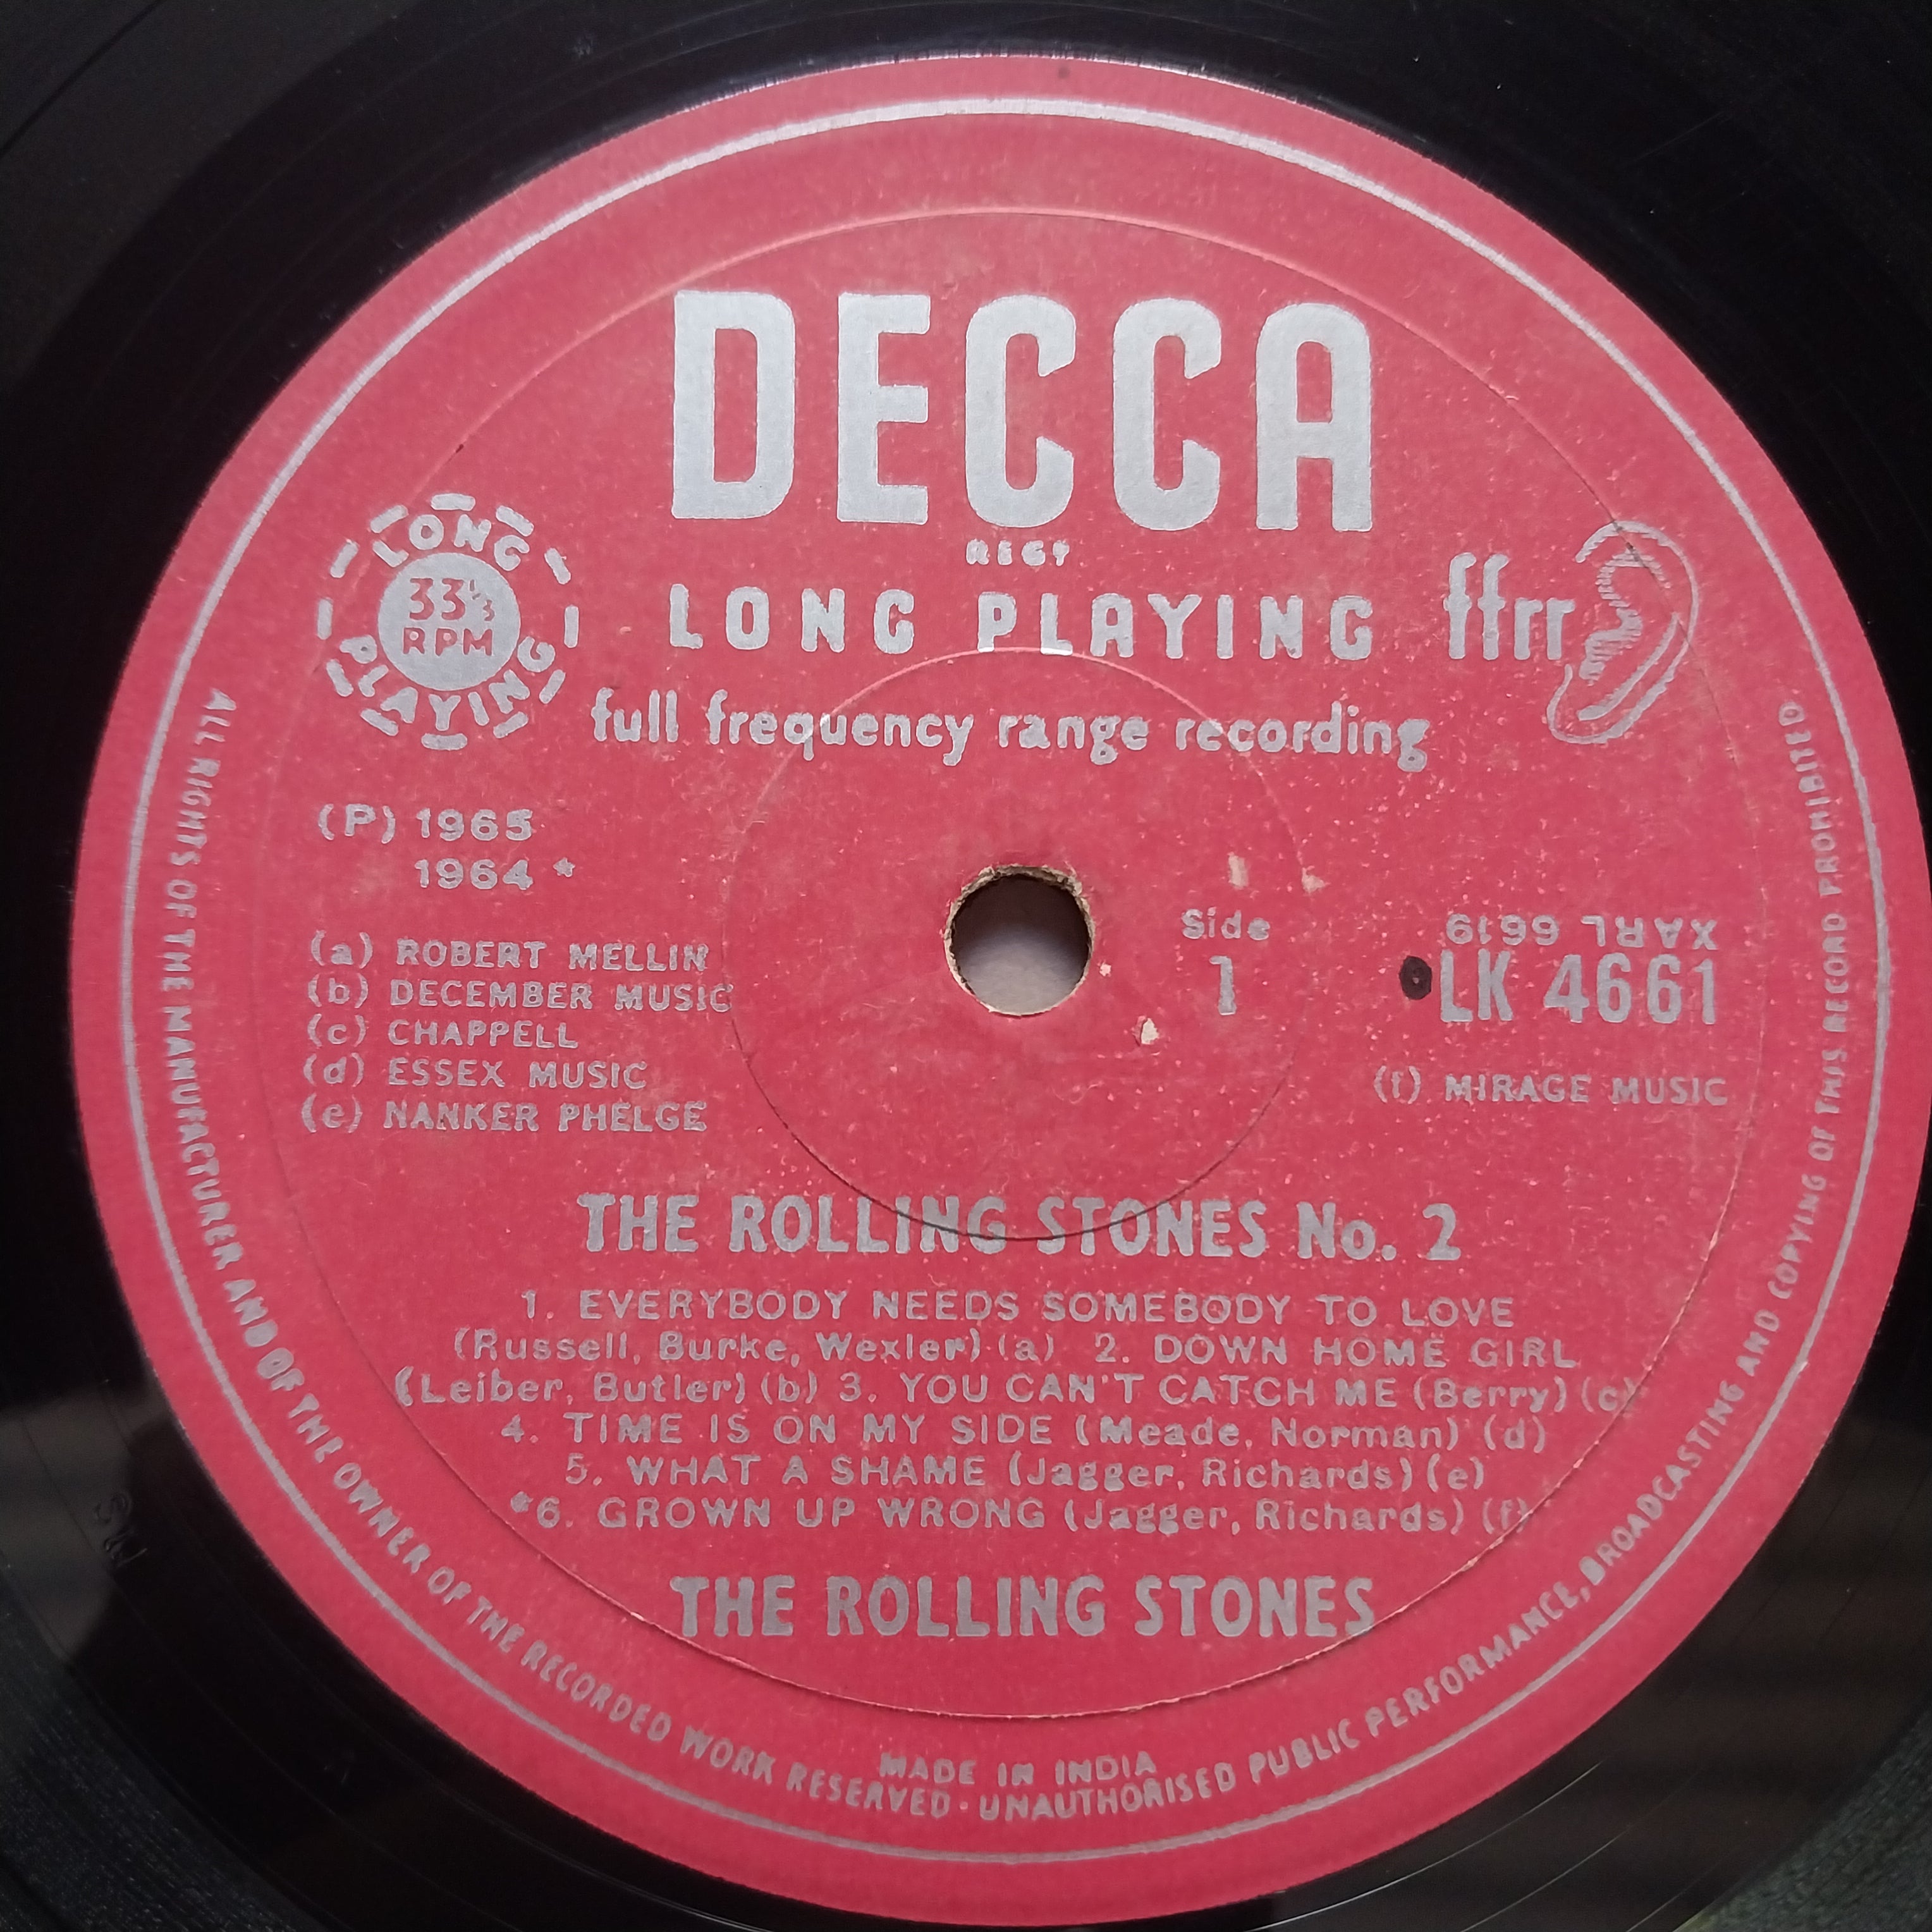 DECCA
REGD
LONG PLAYING
ffrr
LONG
33⅓
RPM
PLAYING
full frequency range recording
(P) 1965
1964 *
(a) ROBERT MELLIN
(b) DECEMBER MUSIC
(c) CHAPPELL
(d) ESSEX MUSIC
(e) NANKER PHELGE
Side
1
XARL 6619
LK 4661
(f) MIRAGE MUSIC
THE ROLLING STONES No. 2
1. EVERYBODY NEEDS SOMEBODY TO LOVE
(Russell, Burke, Wexler) (a) 2. DOWN HOME GIRL
(Leiber, Butler) (b) 3. YOU CAN'T CATCH ME (Berry) (c)
4. TIME IS ON MY SIDE (Meade, Norman) (d)
5. WHAT A SHAME (Jagger, Richards) (e)
*6. GROWN UP WRONG (Jagger, Richards) (f)
THE ROLLING STONES
MADE IN INDIA
ALL RIGHTS OF THE MANUFACTURER AND OF THE OWNER OF THE RECORDED WORK RESERVED · UNAUTHORISED PUBLIC PERFORMANCE, BROADCASTING AND COPYING OF THIS RECORD PROHIBITED